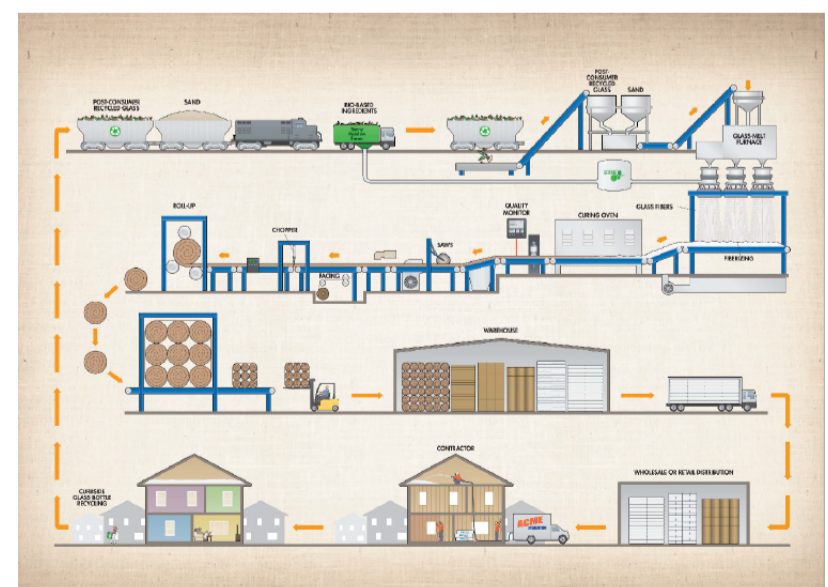 POST-CONSUMER
RECYCLED GLASS
SAND
BIO-BASED
INGREDIENTS
POST-
CONSUMER
RECYCLED
GLASS
SAND
GLASS-MELT
FURNACE
ROLL-UP
CHOPPER
FACING
SAWS
QUALITY
MONITOR
CURING OVEN
GLASS FIBERS
FIBERIZING
WAREHOUSE
CURBSIDE
GLASS BOTTLE
RECYCLING
CONTRACTOR
ACME
WHOLESALE OR RETAIL DISTRIBUTION